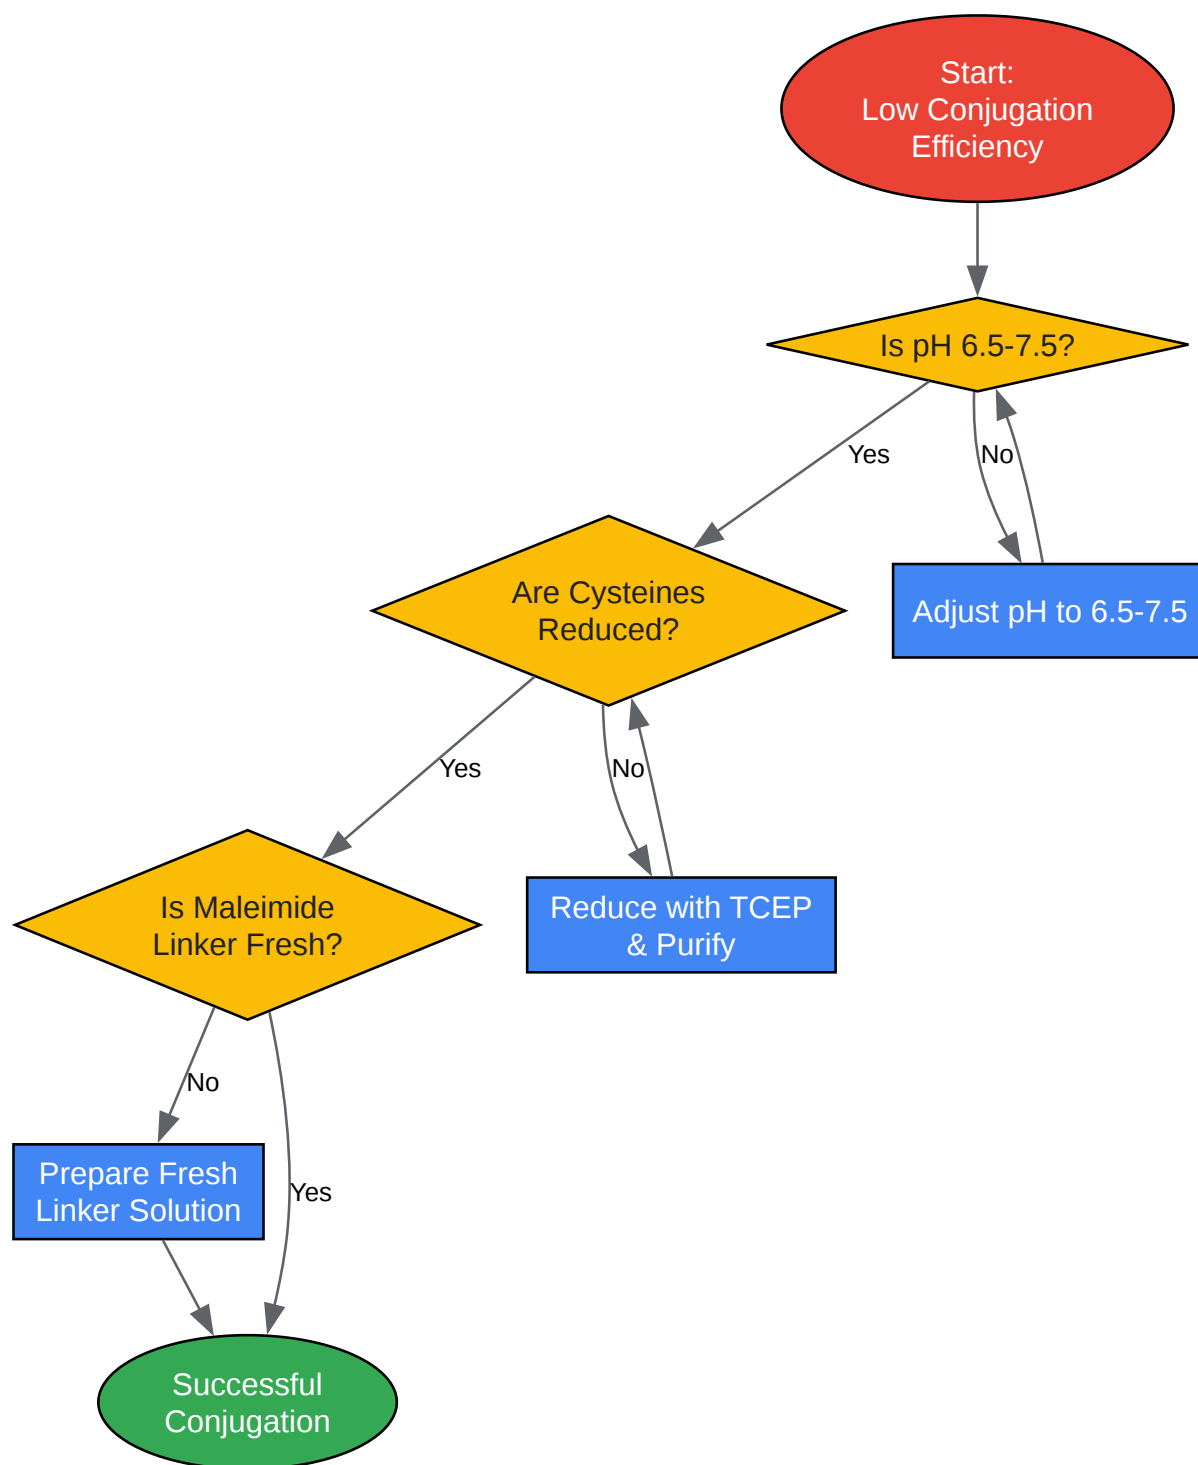 Start:
Low Conjugation
Efficiency
Is pH 6.5-7.5?
Yes
No
Adjust pH to 6.5-7.5
Are Cysteines
Reduced?
Yes
No
Reduce with TCEP
& Purify
Is Maleimide
Linker Fresh?
No
Yes
Prepare Fresh
Linker Solution
Successful
Conjugation